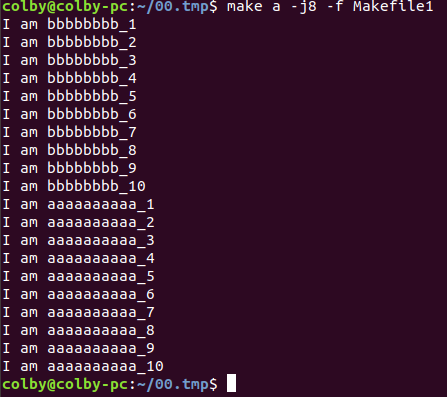 colby@colby-pc:~/00.tmp$ make a -j8 -f Makefile1
I am bbbbbbbb_1
I am bbbbbbbb_2
I am bbbbbbbb_3
I am bbbbbbbb_4
I am bbbbbbbb_5
I am bbbbbbbb_6
I am bbbbbbbb_7
I am bbbbbbbb_8
I am bbbbbbbb_9
I am bbbbbbbb_10
I am aaaaaaaaaa_1
I am aaaaaaaaaa_2
I am aaaaaaaaaa_3
I am aaaaaaaaaa_4
I am aaaaaaaaaa_5
I am aaaaaaaaaa_6
I am aaaaaaaaaa_7
I am aaaaaaaaaa_8
I am aaaaaaaaaa_9
I am aaaaaaaaaa_10
colby@colby-pc:~/00.tmp$